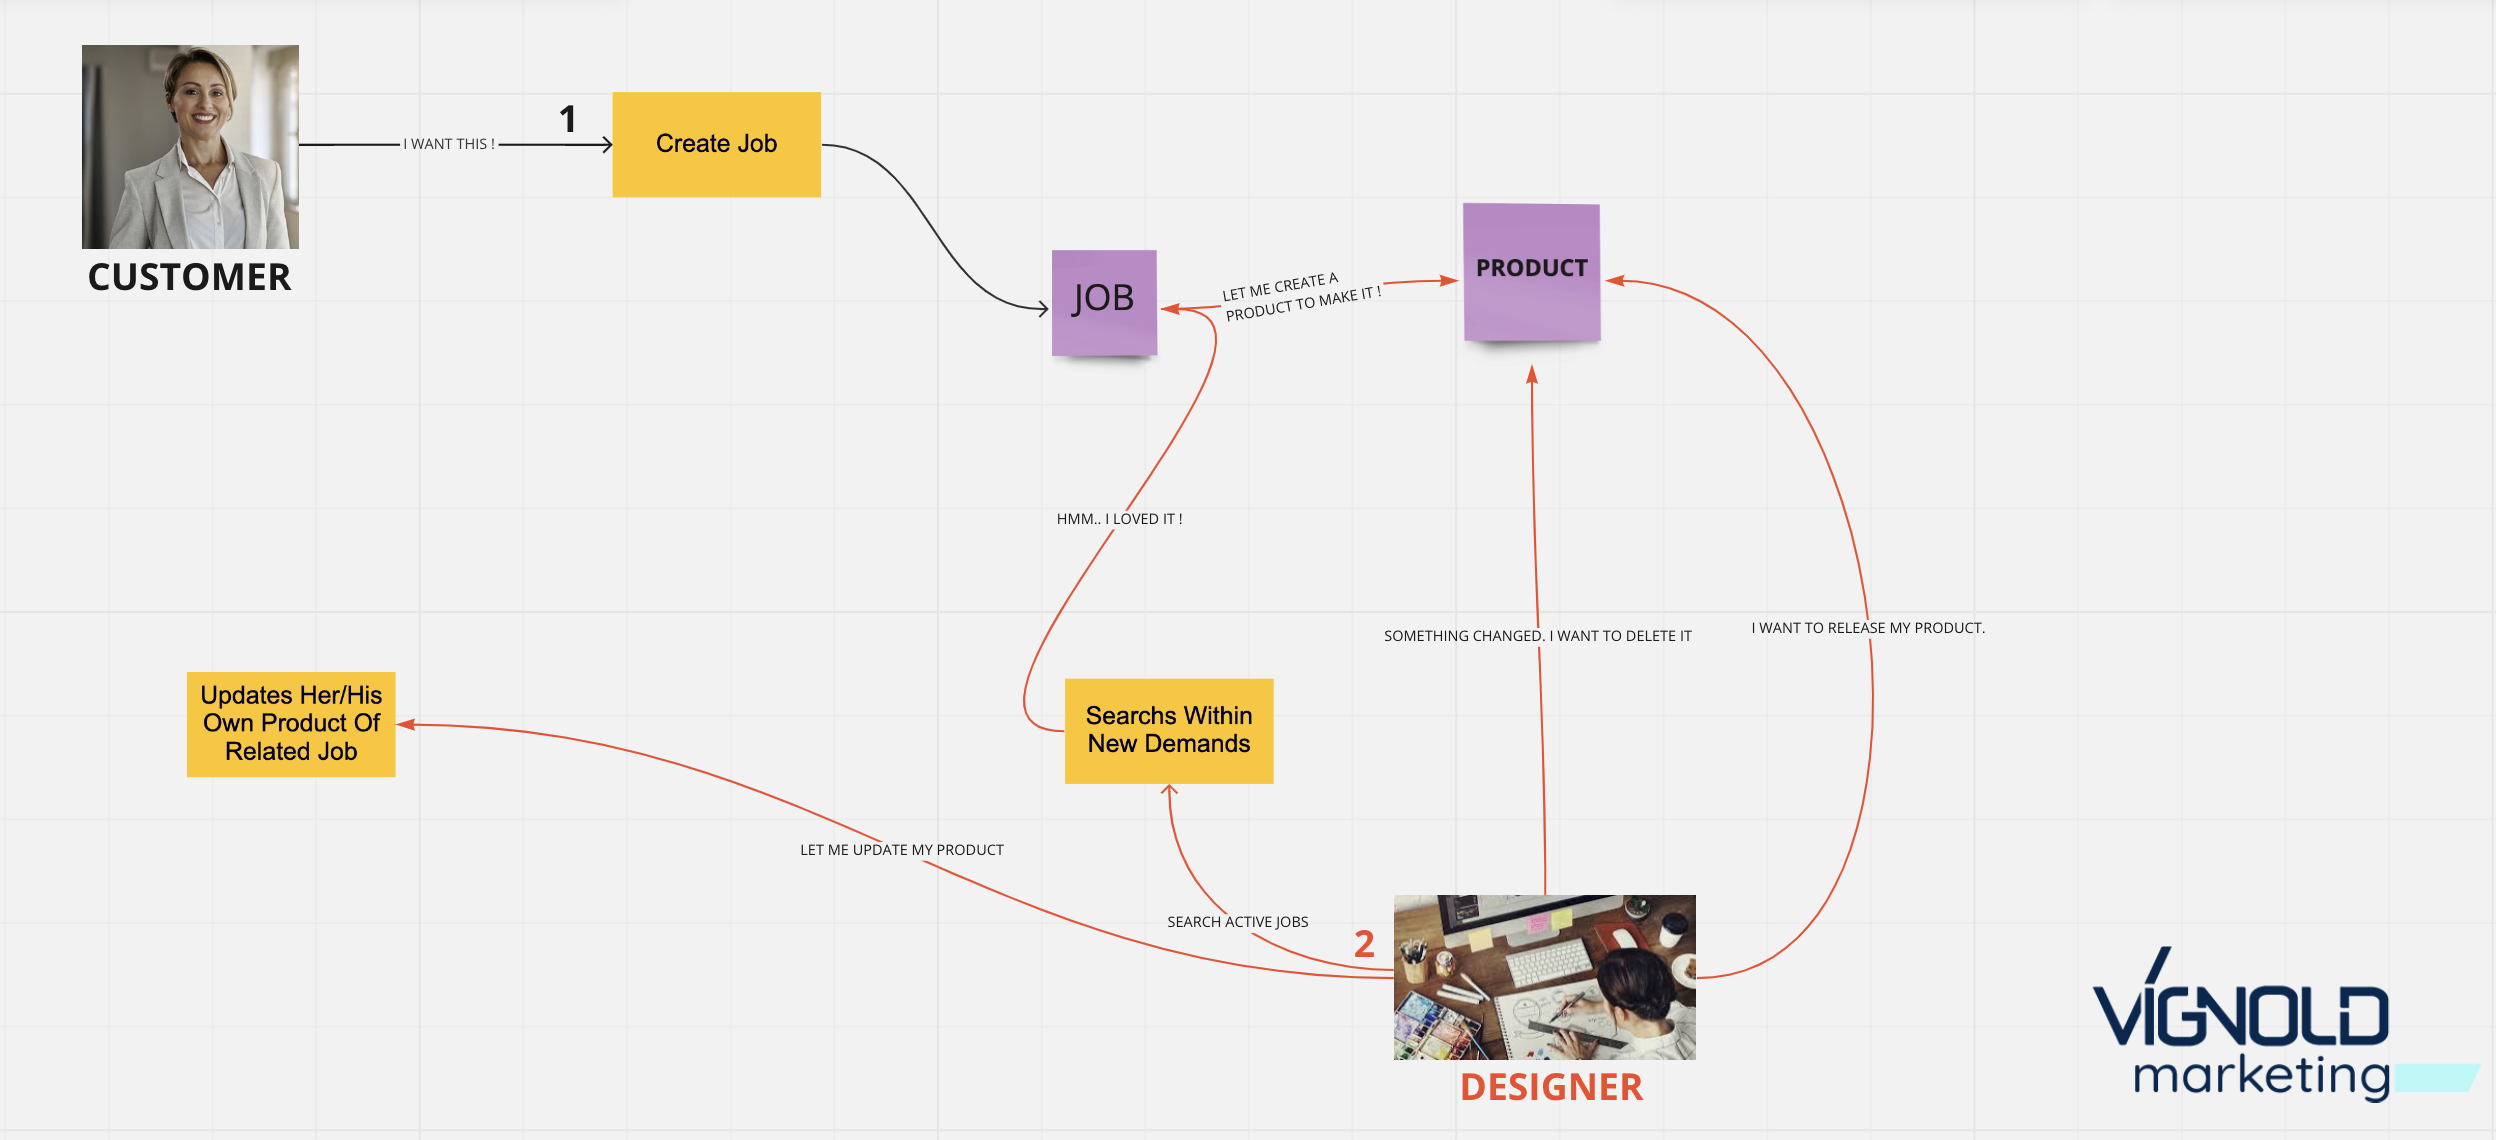 1
Create Job
I WANT THIS !
CUSTOMER
JOB
LET ME CREATE A
PRODUCT TO MAKE IT !
PRODUCT
HMM.. I LOVED IT !
SOMETHING CHANGED. I WANT TO DELETE IT
I WANT TO RELEASE MY PRODUCT.
Updates Her/His
Own Product Of
Related Job
Searchs Within
New Demands
LET ME UPDATE MY PRODUCT
SEARCH ACTIVE JOBS
2
DESIGNER
VIGNOLD
marketing